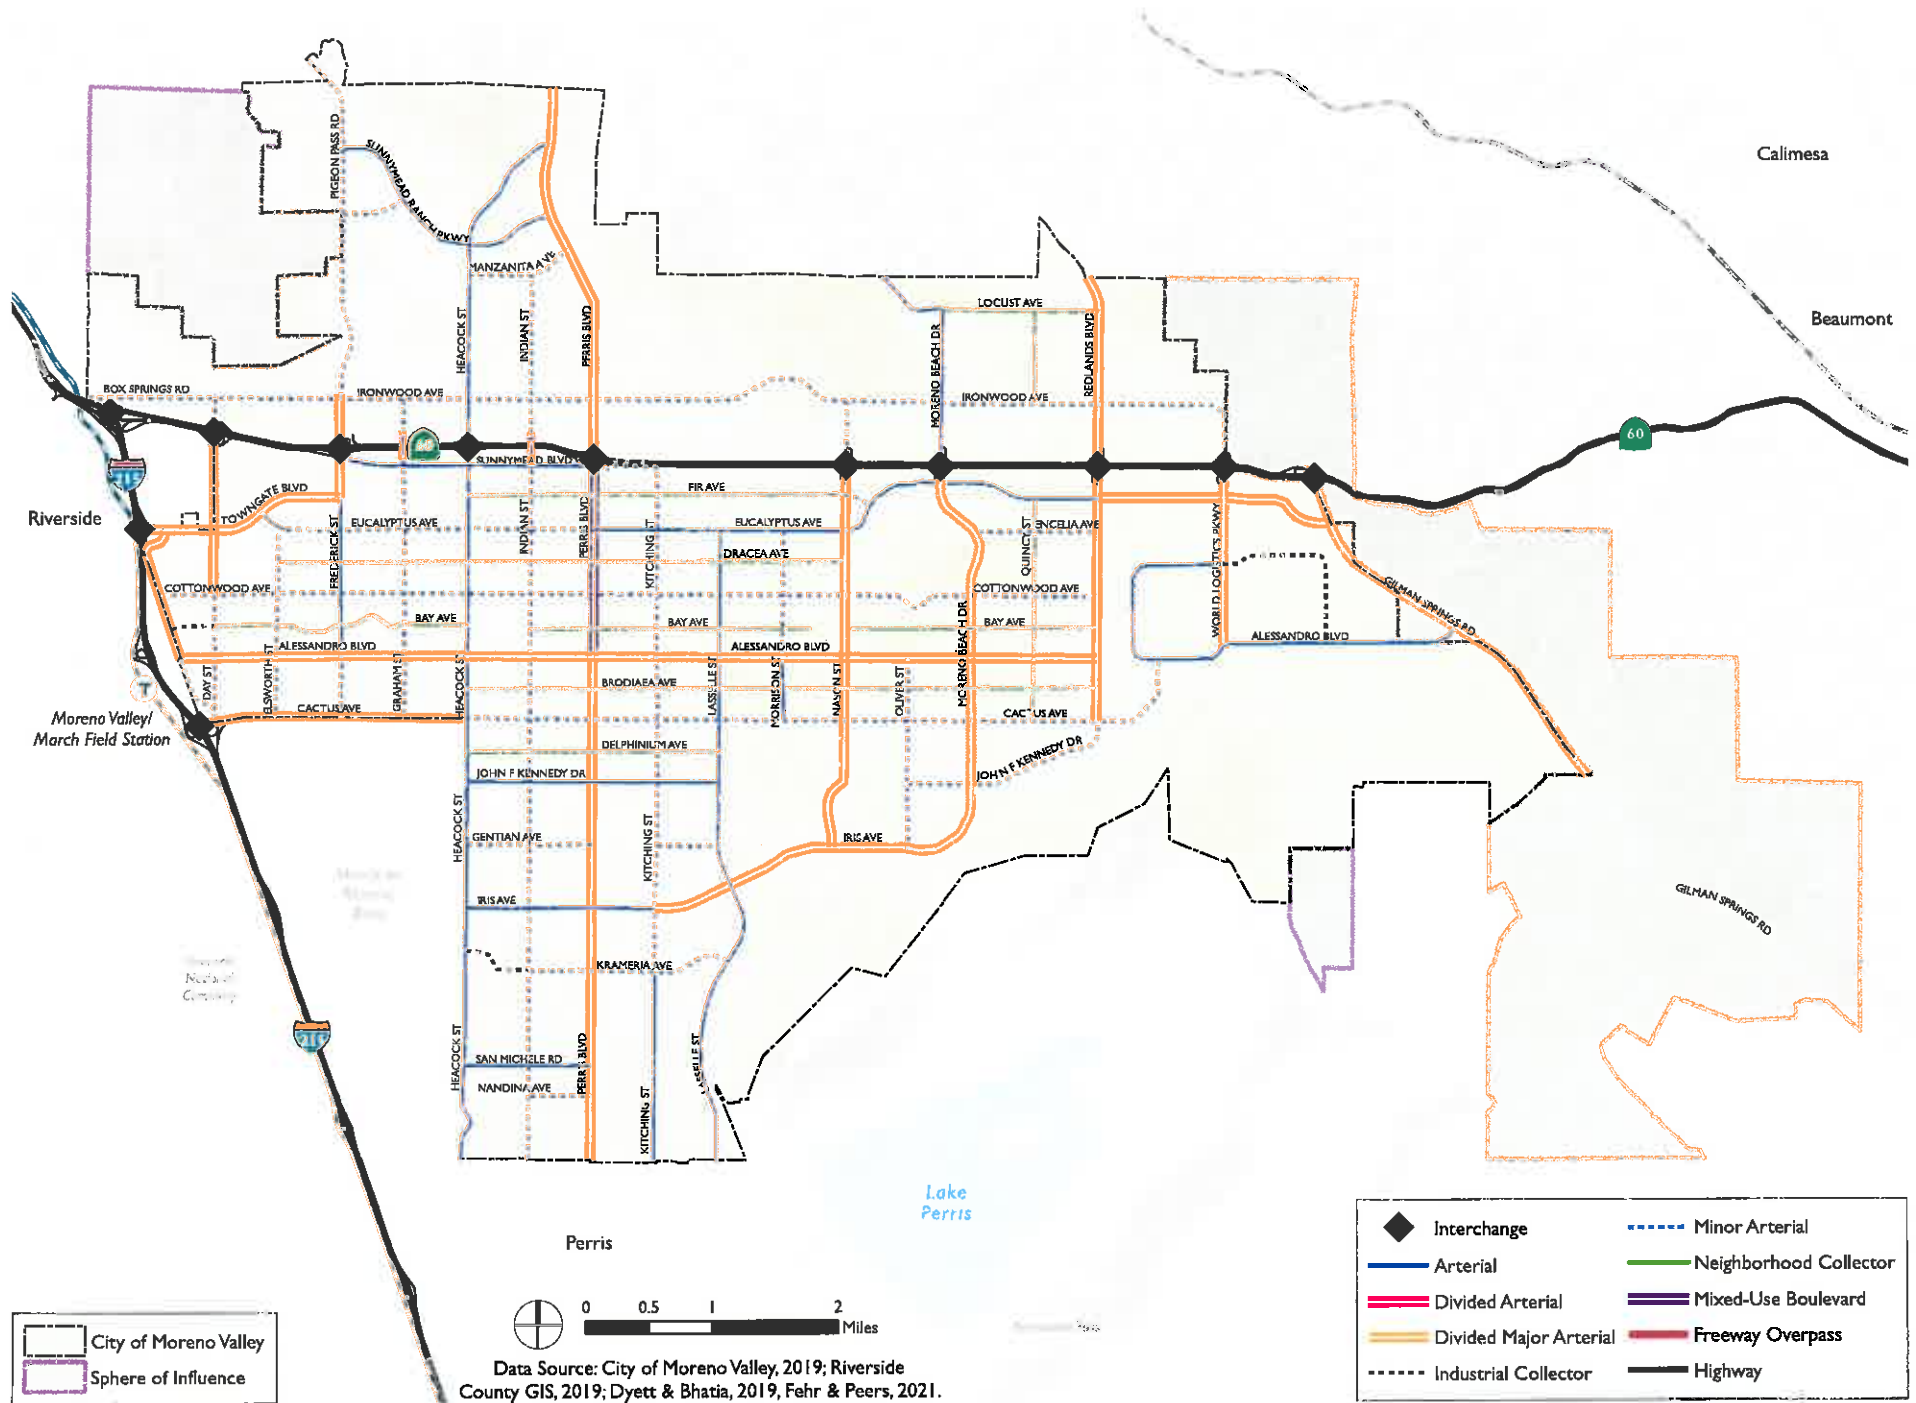 Calimesa
PIGEON PASS RD
SUNNYMEAD RANCH PKWY
MANZANITA AVE
LOCUST AVE
Beaumont
HEACOCK ST
INDIAN ST
PERRIS BLVD
MORENO BEACH DR
REDLANDS BLVD
BOX SPRINGS RD
IRONWOOD AVE
IRONWOOD AVE
60
60
SUNNYMEAD BLVD
Riverside
TOWNGATE BLVD
FIR AVE
EUCALYPTUS AVE
EUCALYPTUS AVE
ENCELIA AVE
FREDERICK ST
INDIAN ST
PERRIS BLVD
KITCHING ST
QUINCY ST
WORLD LOGISTICS PKWY
DRACEA AVE
COTTONWOOD AVE
COTTONWOOD AVE
GILMAN SPRINGS RD
BAY AVE
BAY AVE
BAY AVE
ALESSANDRO BLVD
ALESSANDRO BLVD
ALESSANDRO BLVD
DAY ST
ELSWORTH ST
GRAHAM ST
HEACOCK ST
LASSELLE ST
MORRISON ST
NASON ST
OLIVER ST
MORENO BEACH DR
BRODIAEA AVE
CACTUS AVE
CACTUS AVE
Moreno Valley/
March Field Station
DELPHINIUM AVE
JOHN F KENNEDY DR
JOHN F KENNEDY DR
HEACOCK ST
GENTIAN AVE
KITCHING ST
IRIS AVE
IRIS AVE
GILMAN SPRINGS RD
KRAMERIA AVE
HEACOCK ST
SAN MICHELE RD
NANDINA AVE
PERRIS BLVD
KITCHING ST
LASSELLE ST
Lake
Perris
Perris
0 0.5 1 2
Miles
Data Source: City of Moreno Valley, 2019; Riverside
County GIS, 2019; Dyett & Bhatia, 2019, Fehr & Peers, 2021.
City of Moreno Valley
Sphere of Influence
Interchange
Arterial
Divided Arterial
Divided Major Arterial
Industrial Collector
Minor Arterial
Neighborhood Collector
Mixed-Use Boulevard
Freeway Overpass
Highway